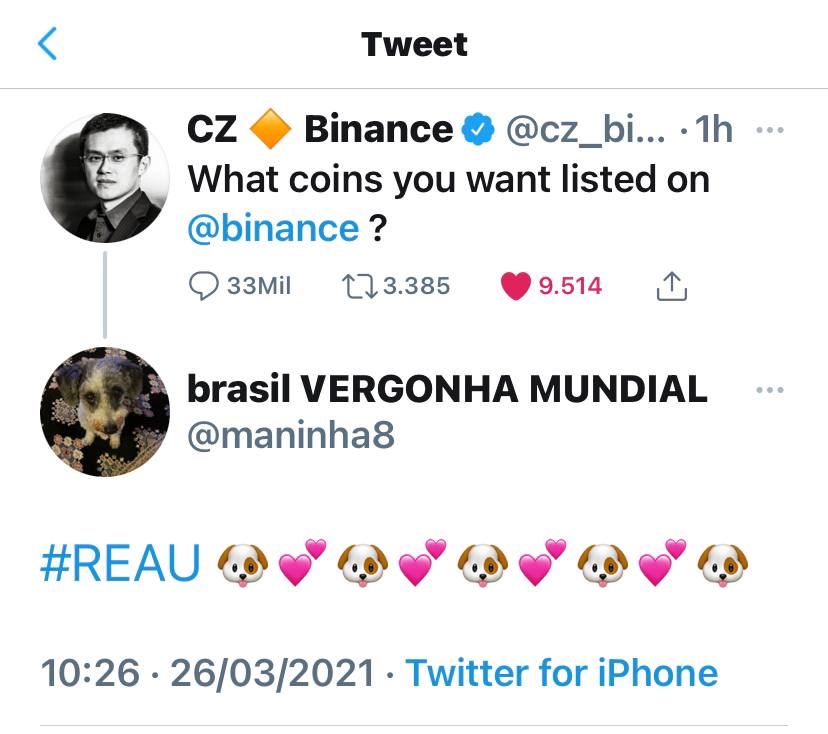 Tweet
CZ 🔶 Binance @cz_bi... · 1h
What coins you want listed on
@binance ?
33Mil 3.385 9.514
brasil VERGONHA MUNDIAL
@maninha8
#REAU 🐶💕🐶💕🐶💕🐶💕🐶
10:26 · 26/03/2021 · Twitter for iPhone